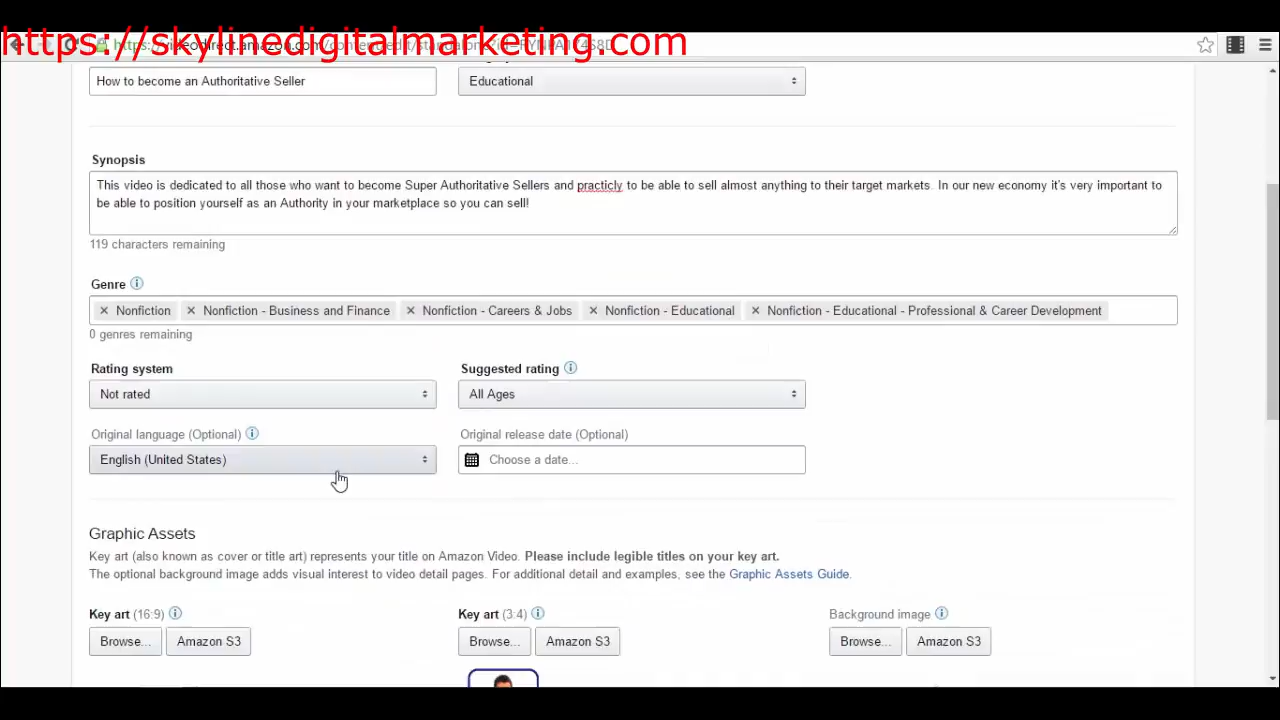 https://skylinedigitalmarketing.com
How to become an Authoritative Seller
Educational
Synopsis
This video is dedicated to all those who want to become Super Authoritative Sellers and practicly to be able to sell almost anything to their target markets. In our new economy it's very important to
be able to position yourself as an Authority in your marketplace so you can sell!
119 characters remaining
Genre
× Nonfiction × Nonfiction - Business and Finance × Nonfiction - Careers & Jobs × Nonfiction - Educational × Nonfiction - Educational - Professional & Career Development
0 genres remaining
Rating system Suggested rating
Not rated All Ages
Original language (Optional) Original release date (Optional)
English (United States) Choose a date...
Graphic Assets
Key art (also known as cover or title art) represents your title on Amazon Video. Please include legible titles on your key art.
The optional background image adds visual interest to video detail pages. For additional detail and examples, see the Graphic Assets Guide.
Key art (16:9) Key art (3:4) Background image
Browse... Amazon S3 Browse... Amazon S3 Browse... Amazon S3